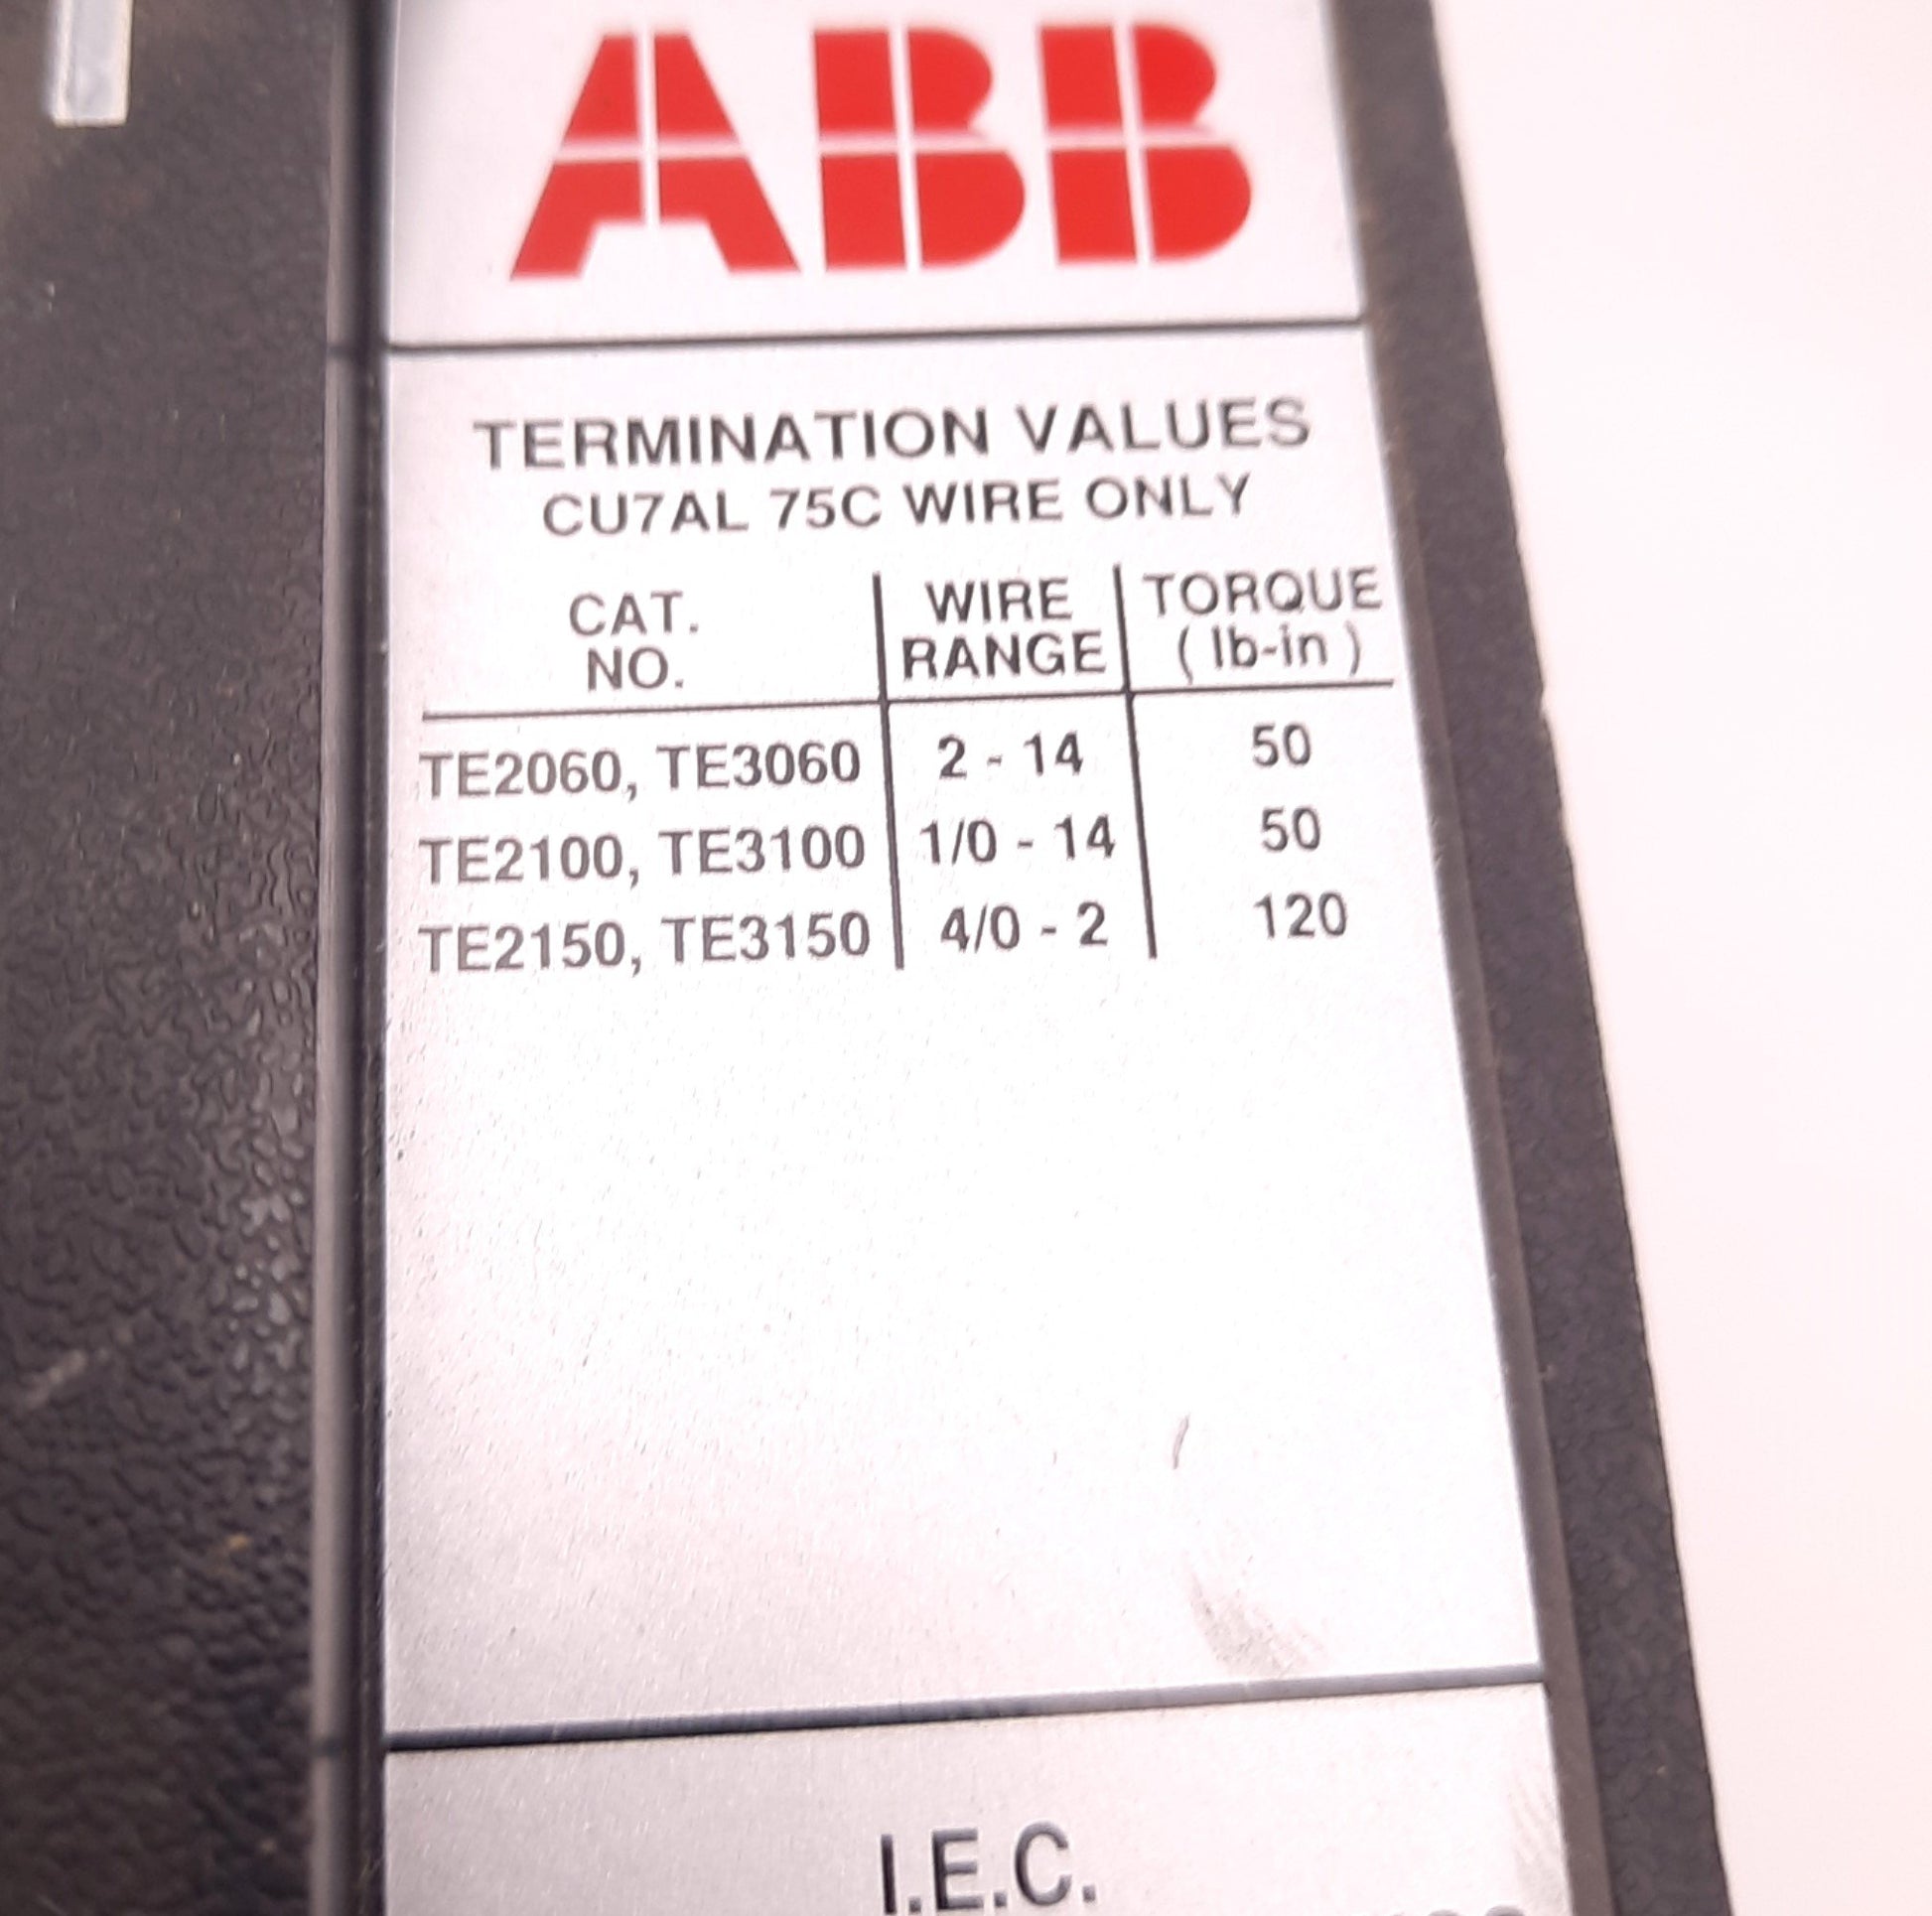 ABB
TERMINATION VALUES
CU7AL 75C WIRE ONLY
CAT. NO. WIRE RANGE TORQUE (lb-in)
TE2060, TE3060 2 - 14 50
TE2100, TE3100 1/0 - 14 50
TE2150, TE3150 4/0 - 2 120
I.E.C.